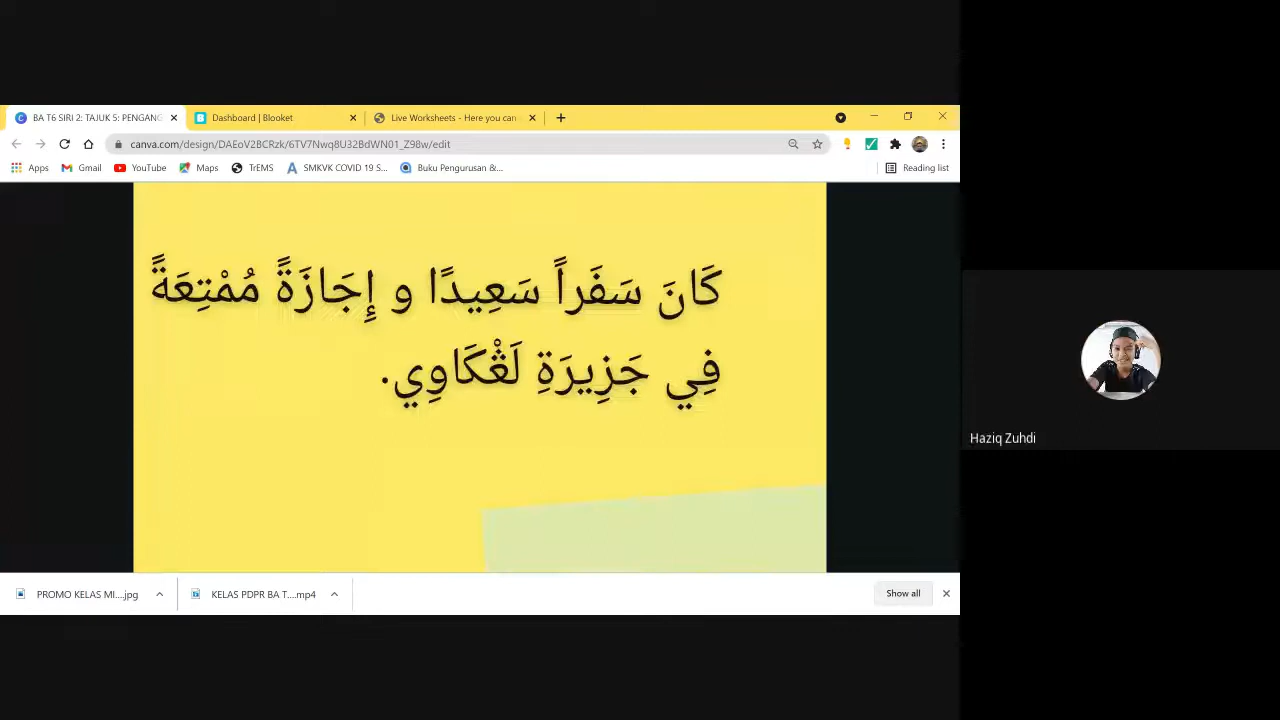 BA T6 SIRI 2: TAJUK 5: PENGANG
Dashboard | Blooket
Live Worksheets - Here you can
canva.com/design/DAEoV2BCRzk/6TV7Nwq8U32BdWN01_Z98w/edit
Apps
Gmail
YouTube
Maps
TrEMS
SMKVK COVID 19 S...
Buku Pengurusan &...
Reading list
كَانَ سَفَراً سَعِيدًا و إِجَازَةً مُمْتِعَةً
فِي جَزِيرَةِ لَڠْكَاوِي.
Haziq Zuhdi
PROMO KELAS MI....jpg
KELAS PDPR BA T....mp4
Show all